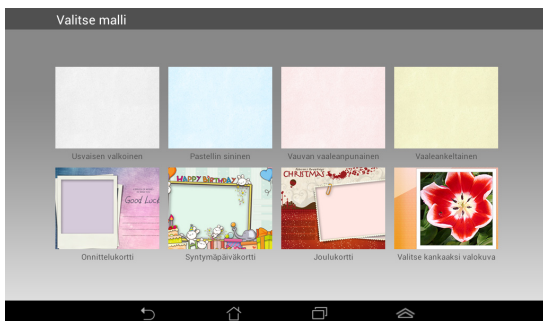 Valitse malli
Usvaisen valkoinen
Pastellin sininen
Vauvan vaaleanpunainen
Vaaleankeltainen
Good Luck
HAPPY BIRTHDAY
CHRISTMAS
Onnittelukortti
Syntymäpäiväkortti
Joulukortti
Valitse kankaaksi valokuva